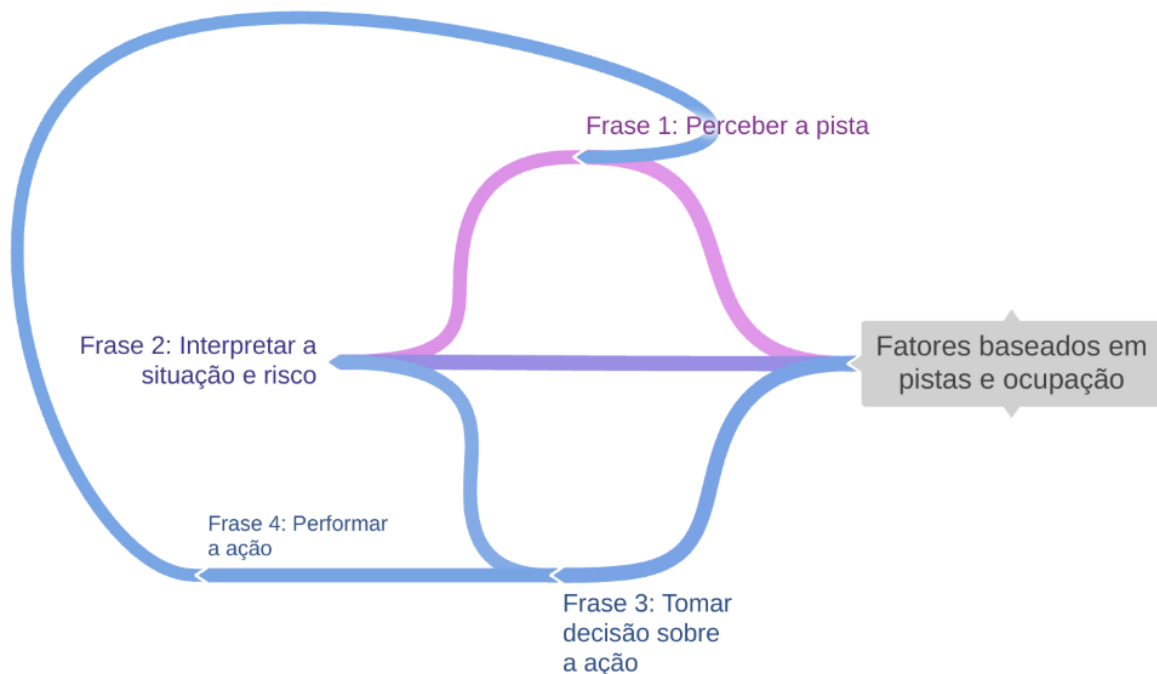 Frase 1: Perceber a pista
Frase 2: Interpretar a
situação e risco
Fatores baseados em
pistas e ocupação
Frase 4: Performar
a ação
Frase 3: Tomar
decisão sobre
a ação